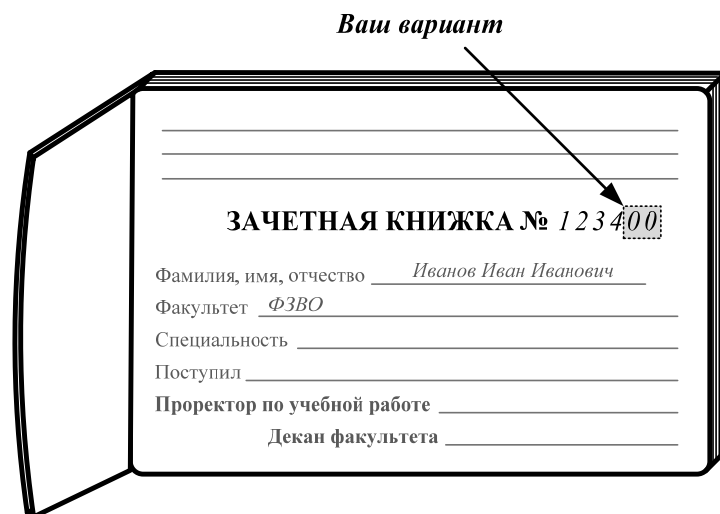 Ваш вариант
ЗАЧЕТНАЯ КНИЖКА № 123400
Фамилия, имя, отчество Иванов Иван Иванович
Факультет ФЗВО
Специальность
Поступил
Проректор по учебной работе
Декан факультета